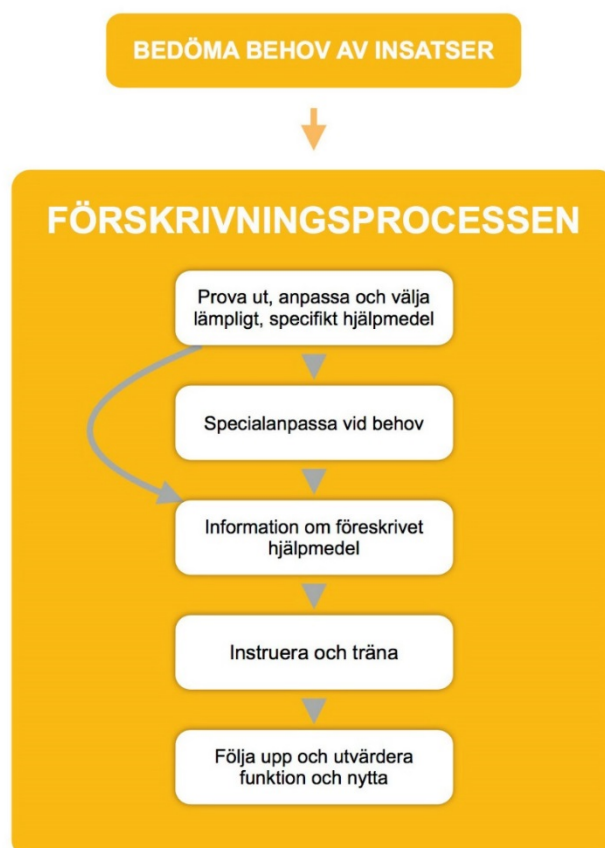 BEDÖMA BEHOV AV INSATSER
FÖRSKRIVNINGSPROCESSEN
Prova ut, anpassa och välja
lämpligt, specifikt hjälpmedel
Specialanpassa vid behov
Information om föreskrivet
hjälpmedel
Instruera och träna
Följa upp och utvärdera
funktion och nytta